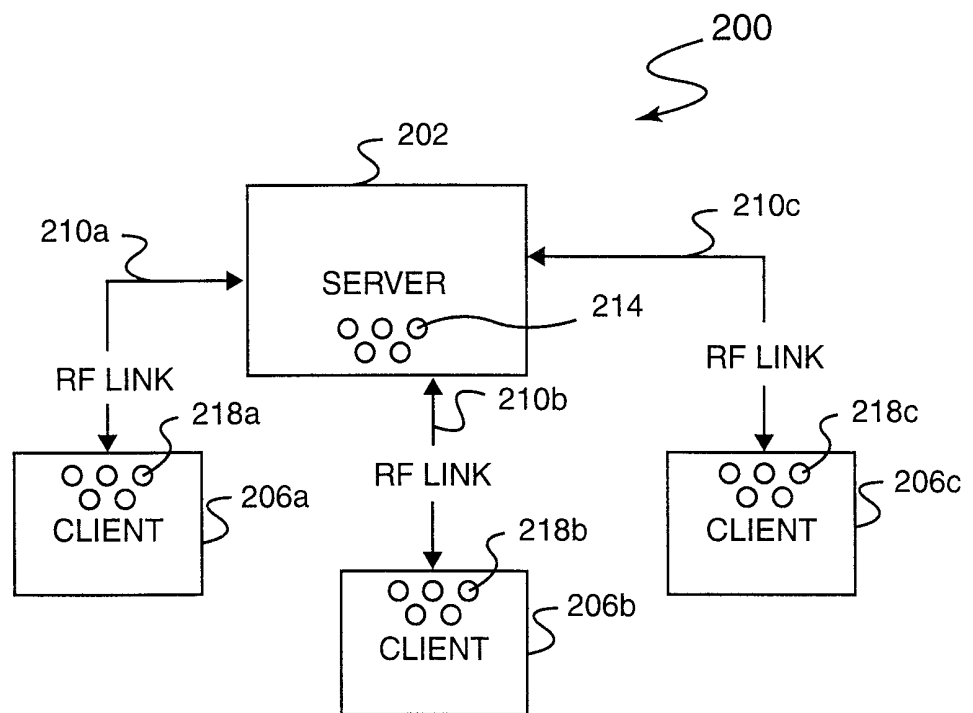 200
202
210a
210c
SERVER
214
RF LINK
RF LINK
218a
210b
218c
RF LINK
206a
206c
CLIENT
CLIENT
218b
206b
CLIENT